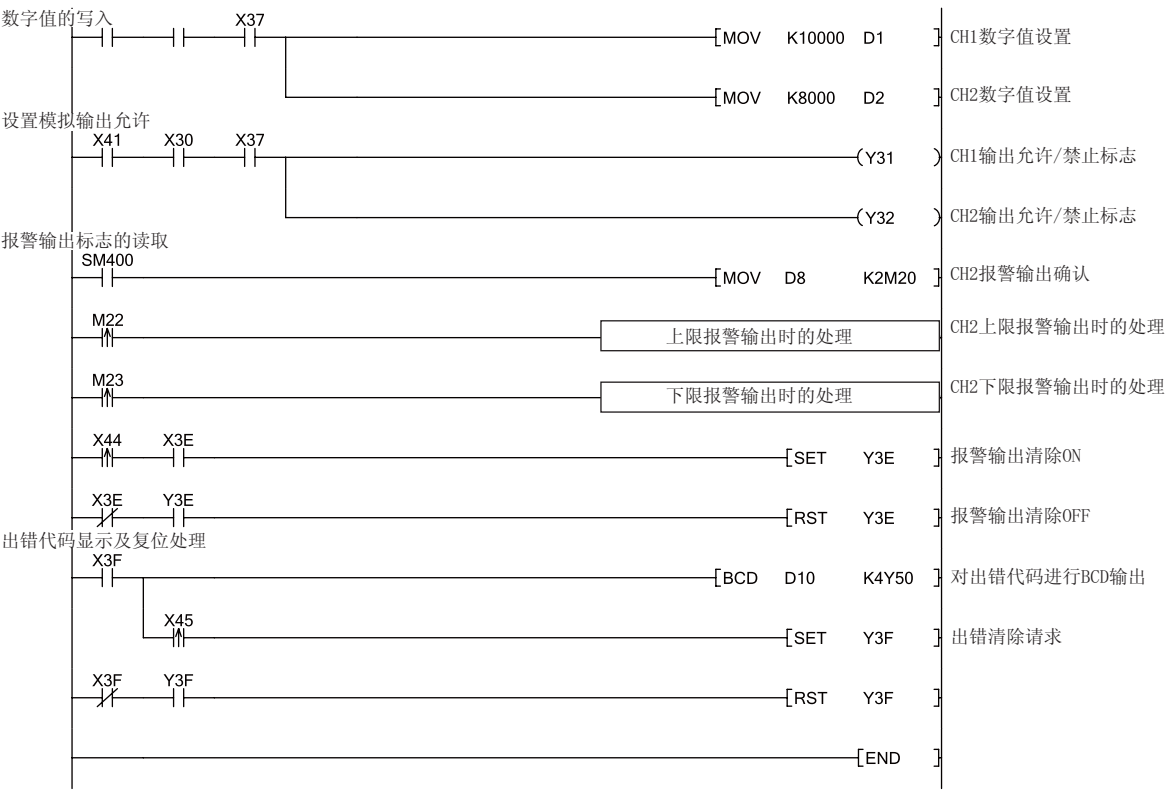 数字值的写入
X37
MOV K10000 D1
CH1数字值设置
MOV K8000 D2
CH2数字值设置
设置模拟输出允许
X41 X30 X37
Y31
CH1输出允许/禁止标志
Y32
CH2输出允许/禁止标志
报警输出标志的读取
SM400
MOV D8 K2M20
CH2报警输出确认
M22
上限报警输出时的处理
CH2上限报警输出时的处理
M23
下限报警输出时的处理
CH2下限报警输出时的处理
X44 X3E
SET Y3E
报警输出清除ON
X3E Y3E
RST Y3E
报警输出清除OFF
出错代码显示及复位处理
X3F
BCD D10 K4Y50
对出错代码进行BCD输出
X45
SET Y3F
出错清除请求
X3F Y3F
RST Y3F
END